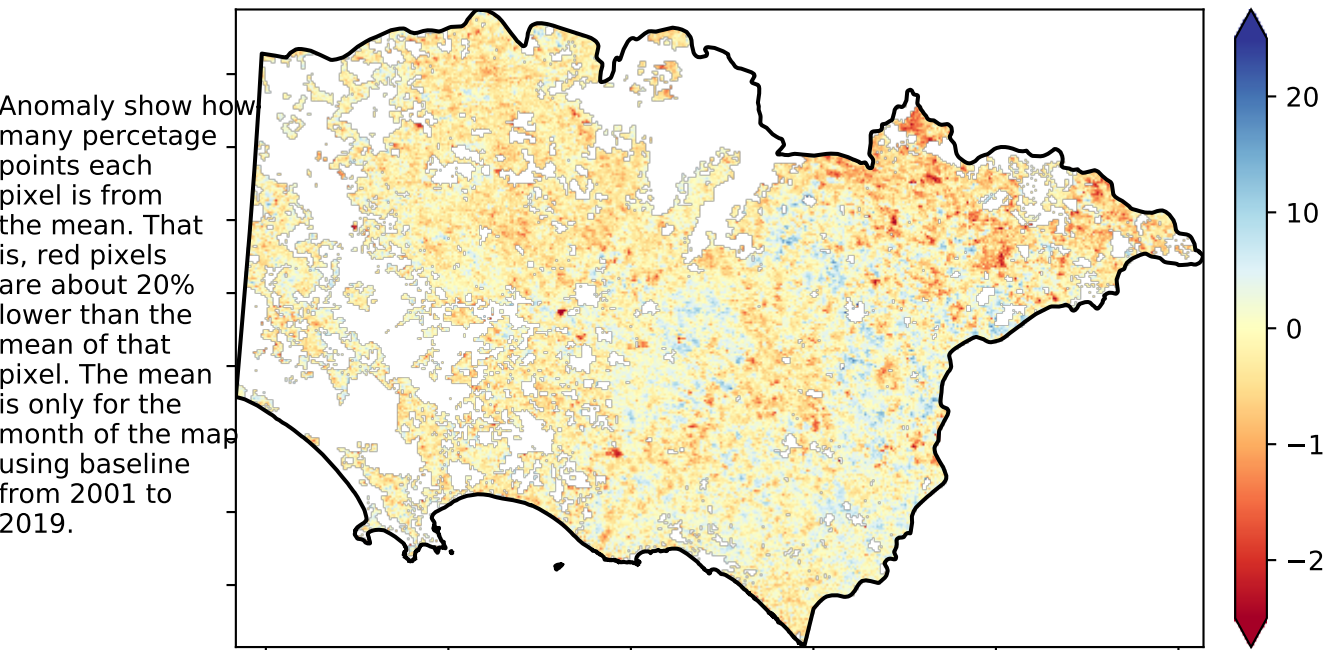 Anomaly show how
many percetage
points each
pixel is from
the mean. That
is, red pixels
are about 20%
lower than the
mean of that
pixel. The mean
is only for the
month of the map
using baseline
from 2001 to
2019.
20
10
0
−1
−2